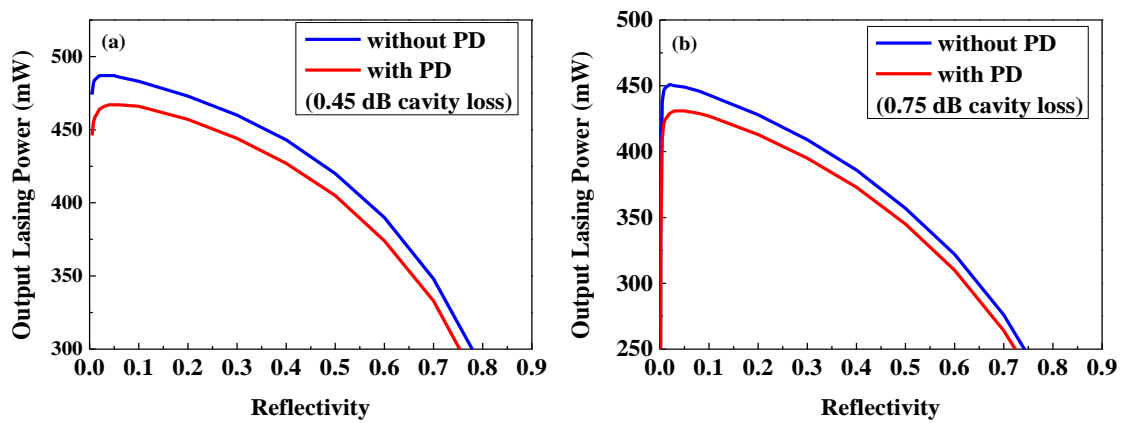 (a)
without PD
with PD
(0.45 dB cavity loss)
Output Lasing Power (mW)
500
450
400
350
300
0.0 0.1 0.2 0.3 0.4 0.5 0.6 0.7 0.8 0.9
Reflectivity
(b)
without PD
with PD
(0.75 dB cavity loss)
Output Lasing Power (mW)
500
450
400
350
300
250
0.0 0.1 0.2 0.3 0.4 0.5 0.6 0.7 0.8 0.9
Reflectivity